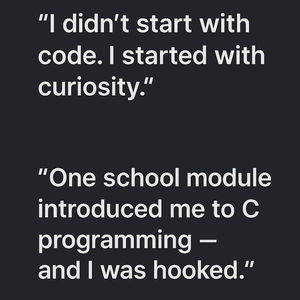 "I didn't start with
code. I started with
curiosity."
"One school module
introduced me to C
programming —
and I was hooked."